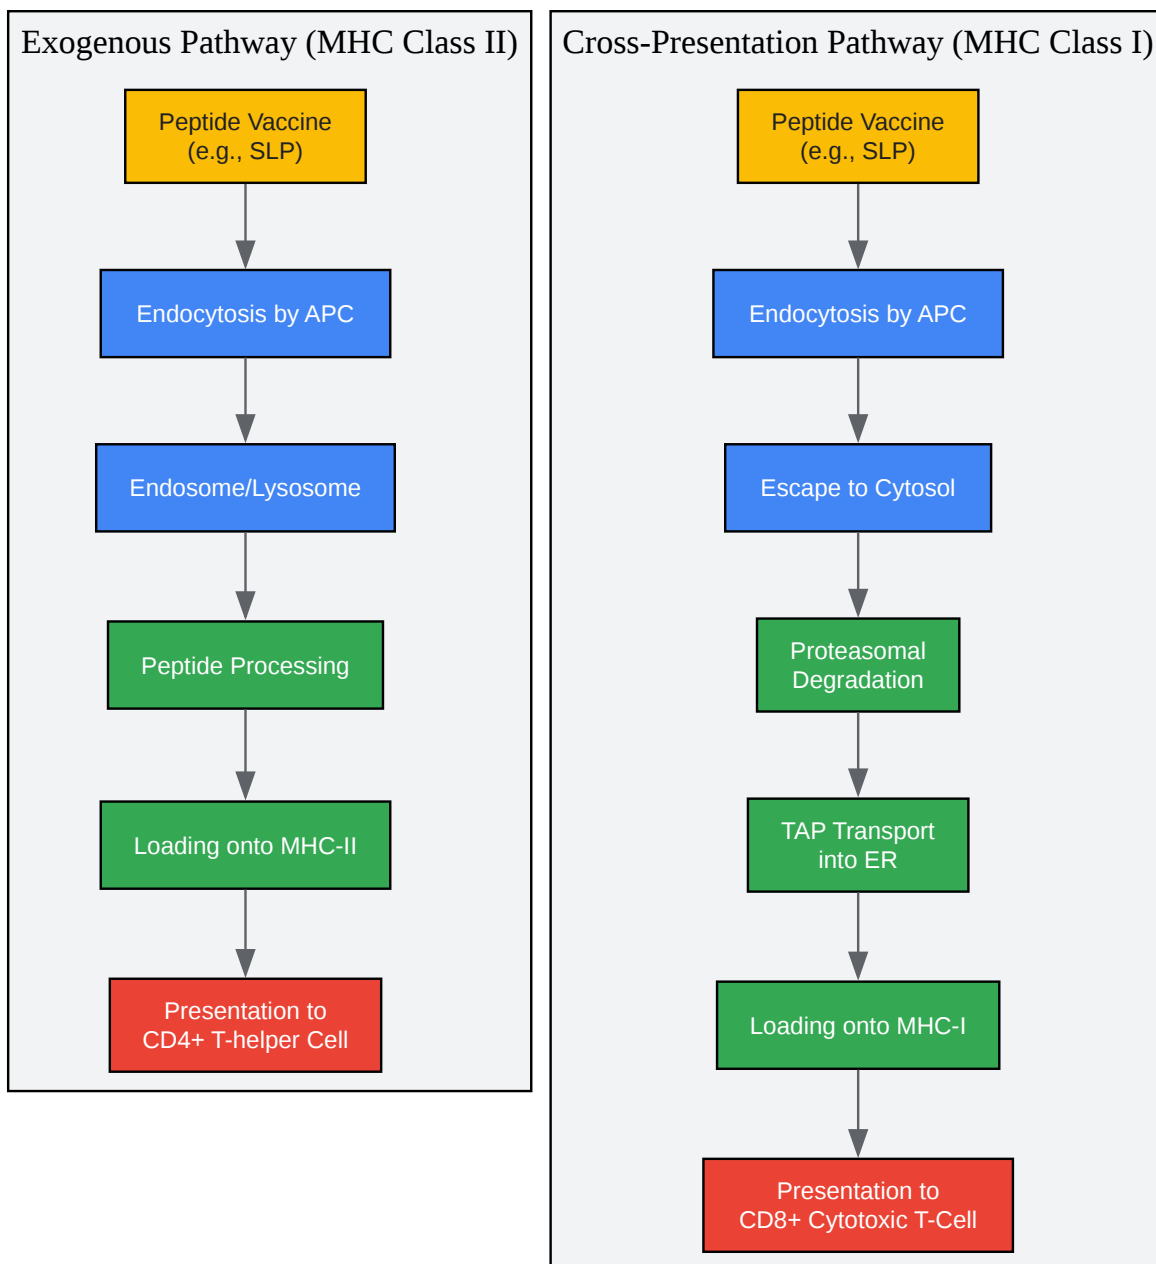 Exogenous Pathway (MHC Class II)
Peptide Vaccine
(e.g., SLP)
Endocytosis by APC
Endosome/Lysosome
Peptide Processing
Loading onto MHC-II
Presentation to
CD4+ T-helper Cell
Cross-Presentation Pathway (MHC Class I)
Peptide Vaccine
(e.g., SLP)
Endocytosis by APC
Escape to Cytosol
Proteasomal
Degradation
TAP Transport
into ER
Loading onto MHC-I
Presentation to
CD8+ Cytotoxic T-Cell